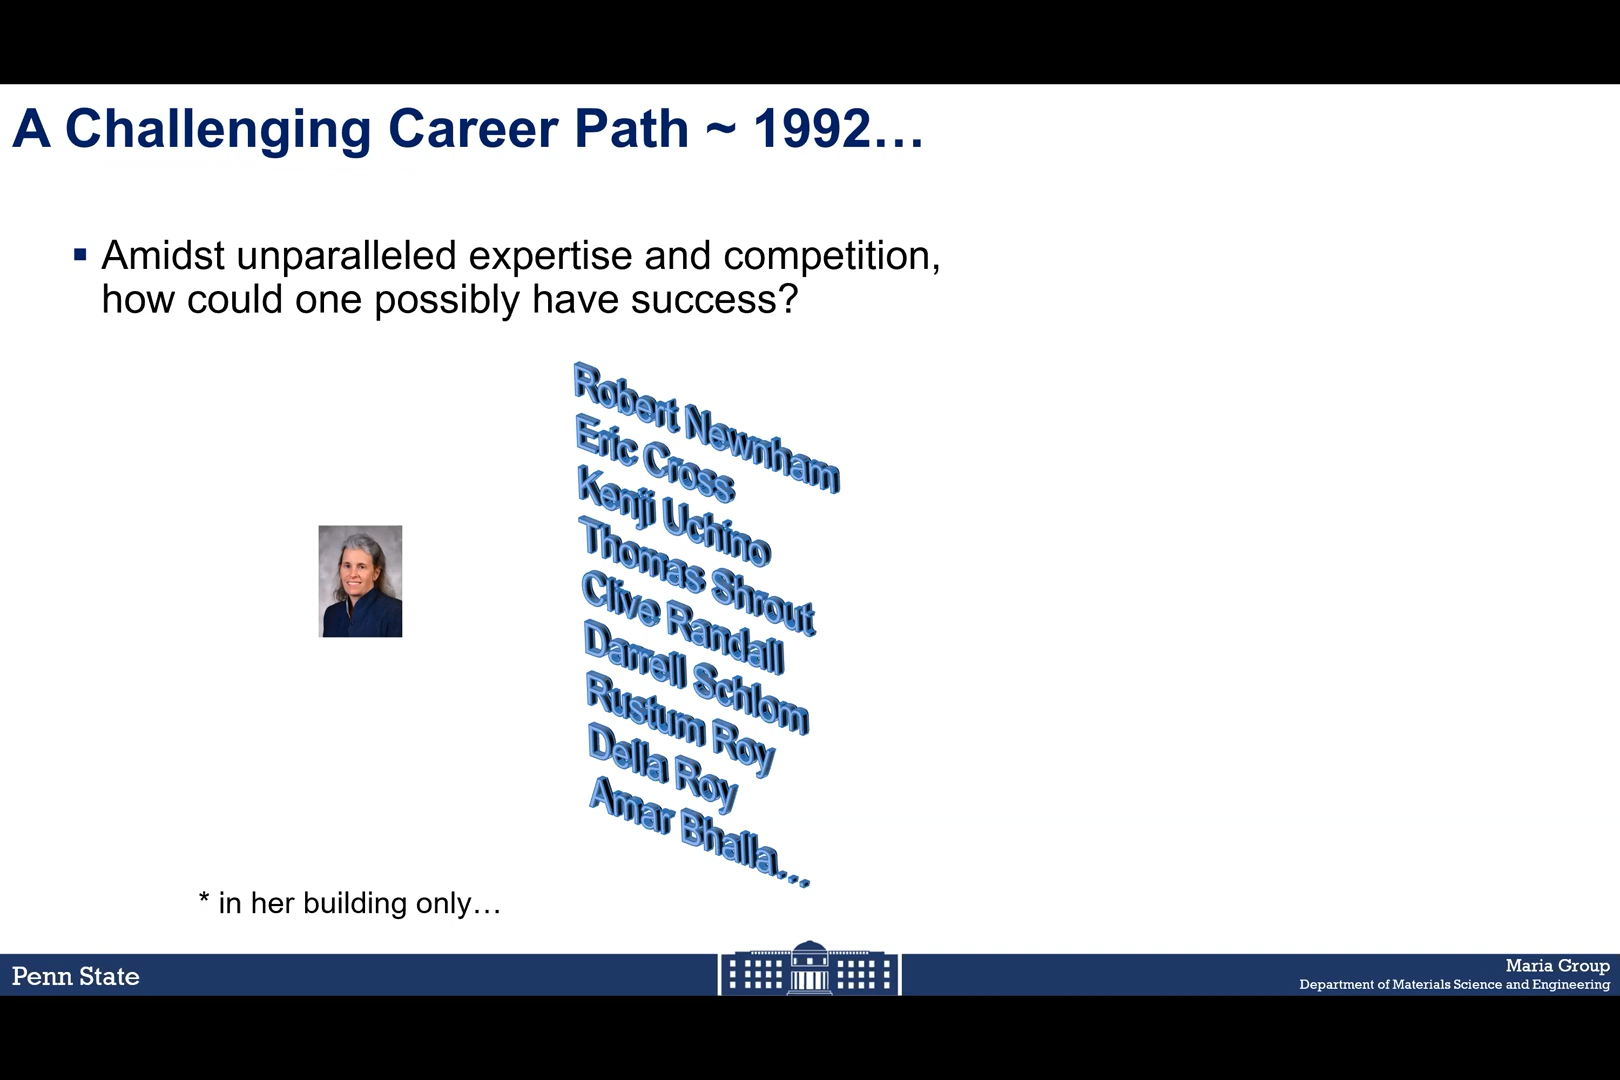 A Challenging Career Path ~ 1992…
▪ Amidst unparalleled expertise and competition,
how could one possibly have success?
Robert Newnham
Eric Cross
Kenji Uchino
Thomas Shrout
Clive Randall
Darrell Schlom
Rustum Roy
Della Roy
Amar Bhalla…
* in her building only…
Penn State
Maria Group
Department of Materials Science and Engineering